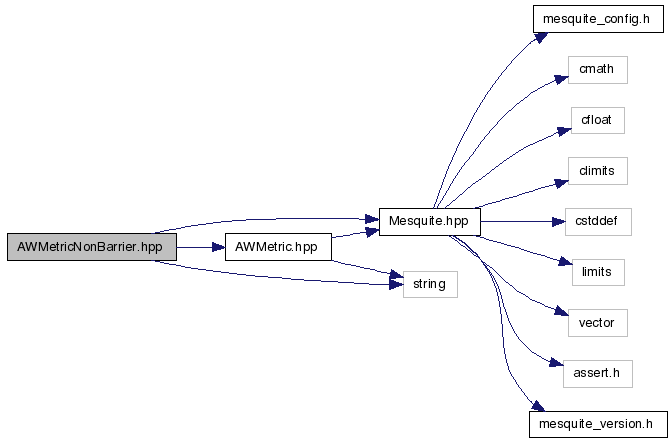 mesquite_config.h
cmath
cfloat
climits
Mesquite.hpp
cstddef
AWMetricNonBarrier.hpp
AWMetric.hpp
limits
string
vector
assert.h
mesquite_version.h